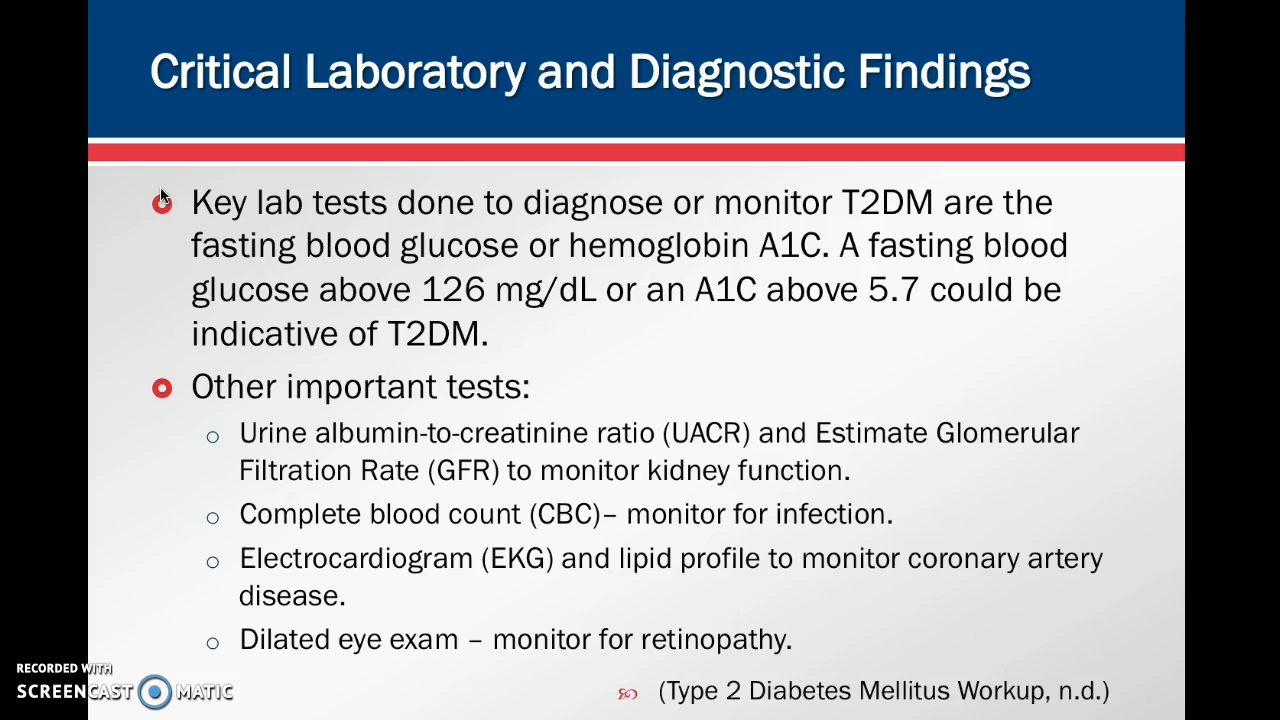 Critical Laboratory and Diagnostic Findings
Key lab tests done to diagnose or monitor T2DM are the
fasting blood glucose or hemoglobin A1C. A fasting blood
glucose above 126 mg/dL or an A1C above 5.7 could be
indicative of T2DM.
Other important tests:
Urine albumin-to-creatinine ratio (UACR) and Estimate Glomerular
Filtration Rate (GFR) to monitor kidney function.
Complete blood count (CBC)– monitor for infection.
Electrocardiogram (EKG) and lipid profile to monitor coronary artery
disease.
Dilated eye exam – monitor for retinopathy.
(Type 2 Diabetes Mellitus Workup, n.d.)
RECORDED WITH
SCREENCAST MATIC